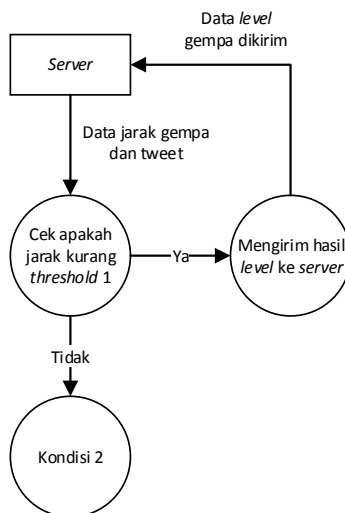 Data level
gempa dikirim
Server
Data jarak gempa
dan tweet
Cek apakah
jarak kurang
threshold 1
Ya
Mengirim hasil
level ke server
Tidak
Kondisi 2